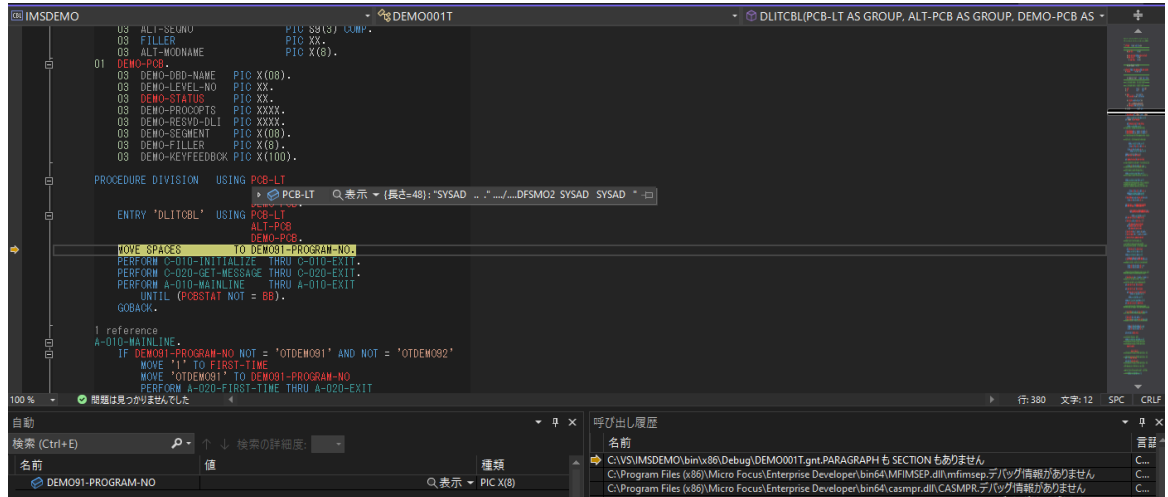 IMSDEMO
DEMO001T
DLITCBL(PCB-LT AS GROUP, ALT-PCB AS GROUP, DEMO-PCB AS
03 ALT-SEGNO PIC S9(3) COMP.
03 FILLER PIC XX.
03 ALT-MODNAME PIC X(8).
01 DEMO-PCB.
03 DEMO-DBD-NAME PIC X(08).
03 DEMO-LEVEL-NO PIC XX.
03 DEMO-STATUS PIC XX.
03 DEMO-PROCOPTS PIC XXXX.
03 DEMO-RESVD-DLI PIC XXXX.
03 DEMO-SEGMENT PIC X(08).
03 DEMO-FILLER PIC X(8).
03 DEMO-KEYFEEDBCK PIC X(100).
PROCEDURE DIVISION USING PCB-LT
PCB-LT 表示 {長さ=48}: "SYSAD .. ." ..../....DFSMO2 SYSAD SYSAD "
DEMO-PCB.
ENTRY 'DLITCBL' USING PCB-LT
ALT-PCB
DEMO-PCB.
MOVE SPACES TO DEMO91-PROGRAM-NO.
PERFORM C-010-INITIALIZE THRU C-010-EXIT.
PERFORM C-020-GET-MESSAGE THRU C-020-EXIT.
PERFORM A-010-MAINLINE THRU A-010-EXIT
UNTIL (PCBSTAT NOT = BB).
GOBACK.
1 reference
A-010-MAINLINE.
IF DEMO91-PROGRAM-NO NOT = 'OTDEMO91' AND NOT = 'OTDEMO92'
MOVE '1' TO FIRST-TIME
MOVE 'OTDEMO91' TO DEMO91-PROGRAM-NO
PERFORM A-020-FIRST-TIME THRU A-020-EXIT
100 % 問題は見つかりませんでした 行: 380 文字: 12 SPC CRLF
自動
検索 (Ctrl+E) 検索の詳細度:
名前 値 種類
DEMO91-PROGRAM-NO 表示 PIC X(8)
呼び出し履歴
名前 言語
C:\VS\IMSDEMO\bin\x86\Debug\DEMO001T.gnt.PARAGRAPH も SECTION もありません C...
C:\Program Files (x86)\Micro Focus\Enterprise Developer\bin64\MFIMSEP.dll\mfimsep.デバッグ情報がありません C...
C:\Program Files (x86)\Micro Focus\Enterprise Developer\bin64\casmpr.dll\CASMPR.デバッグ情報がありません C...